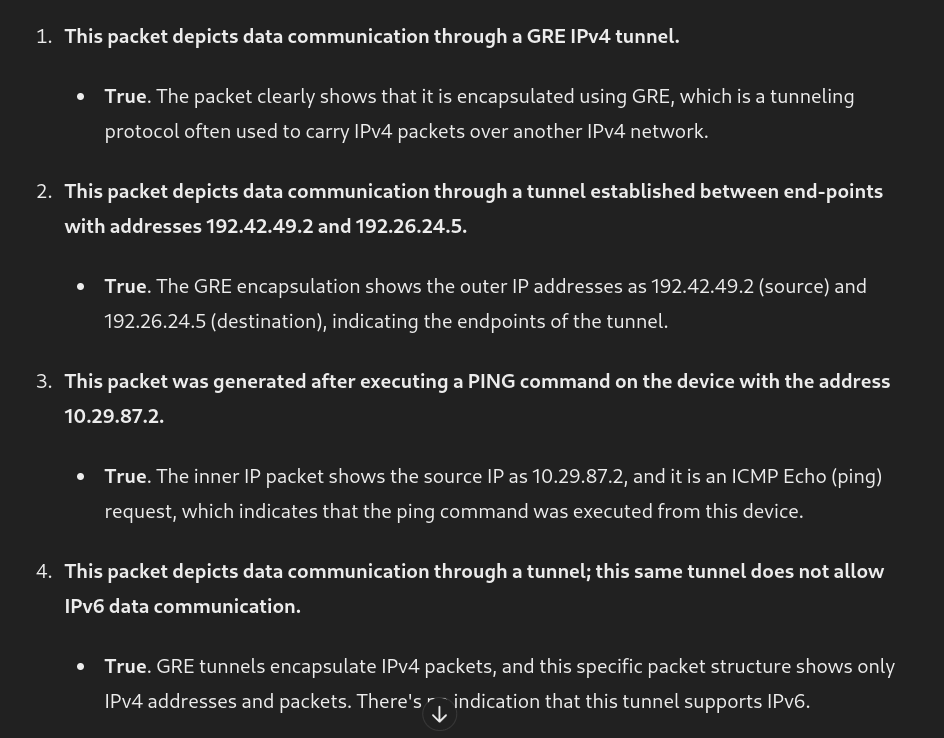 1. This packet depicts data communication through a GRE IPv4 tunnel.
• True. The packet clearly shows that it is encapsulated using GRE, which is a tunneling
protocol often used to carry IPv4 packets over another IPv4 network.
2. This packet depicts data communication through a tunnel established between end-points
with addresses 192.42.49.2 and 192.26.24.5.
• True. The GRE encapsulation shows the outer IP addresses as 192.42.49.2 (source) and
192.26.24.5 (destination), indicating the endpoints of the tunnel.
3. This packet was generated after executing a PING command on the device with the address
10.29.87.2.
• True. The inner IP packet shows the source IP as 10.29.87.2, and it is an ICMP Echo (ping)
request, which indicates that the ping command was executed from this device.
4. This packet depicts data communication through a tunnel; this same tunnel does not allow
IPv6 data communication.
• True. GRE tunnels encapsulate IPv4 packets, and this specific packet structure shows only
IPv4 addresses and packets. There's indication that this tunnel supports IPv6.